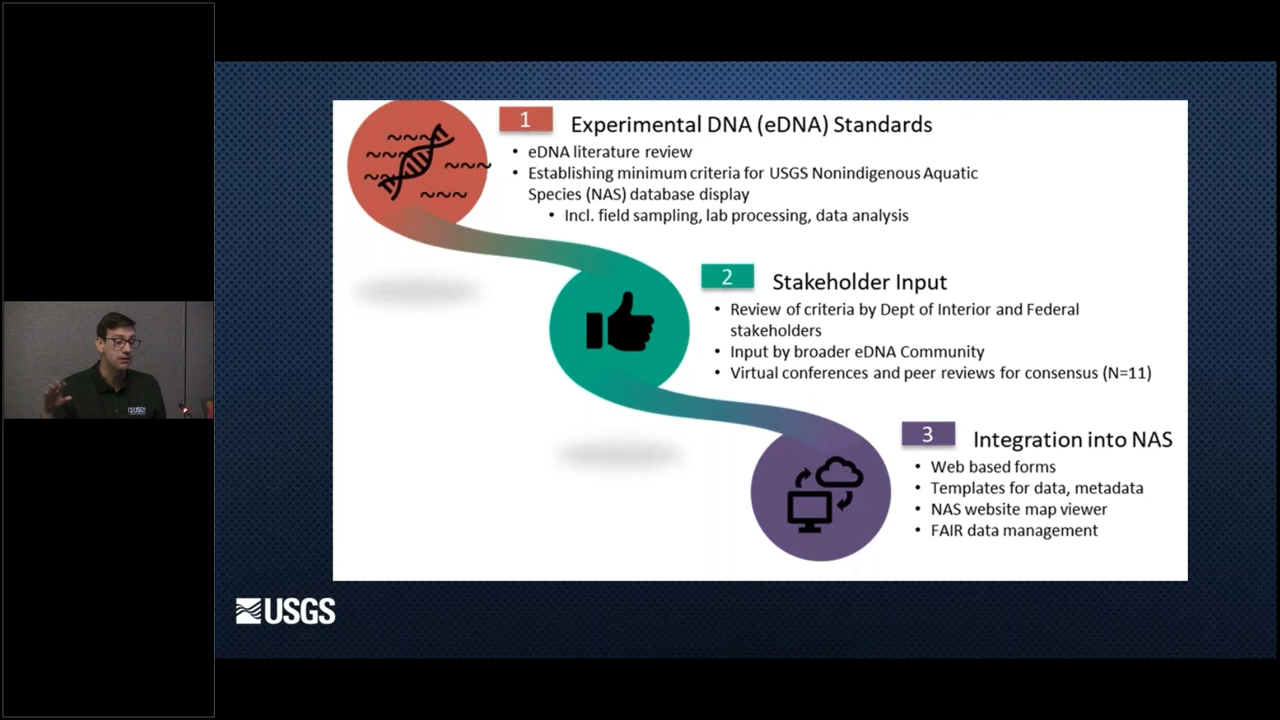 1
Experimental DNA (eDNA) Standards
• eDNA literature review
• Establishing minimum criteria for USGS Nonindigenous Aquatic
Species (NAS) database display
• Incl. field sampling, lab processing, data analysis
2
Stakeholder Input
• Review of criteria by Dept of Interior and Federal
stakeholders
• Input by broader eDNA Community
• Virtual conferences and peer reviews for consensus (N=11)
3
Integration into NAS
• Web based forms
• Templates for data, metadata
• NAS website map viewer
• FAIR data management
USGS
USGS